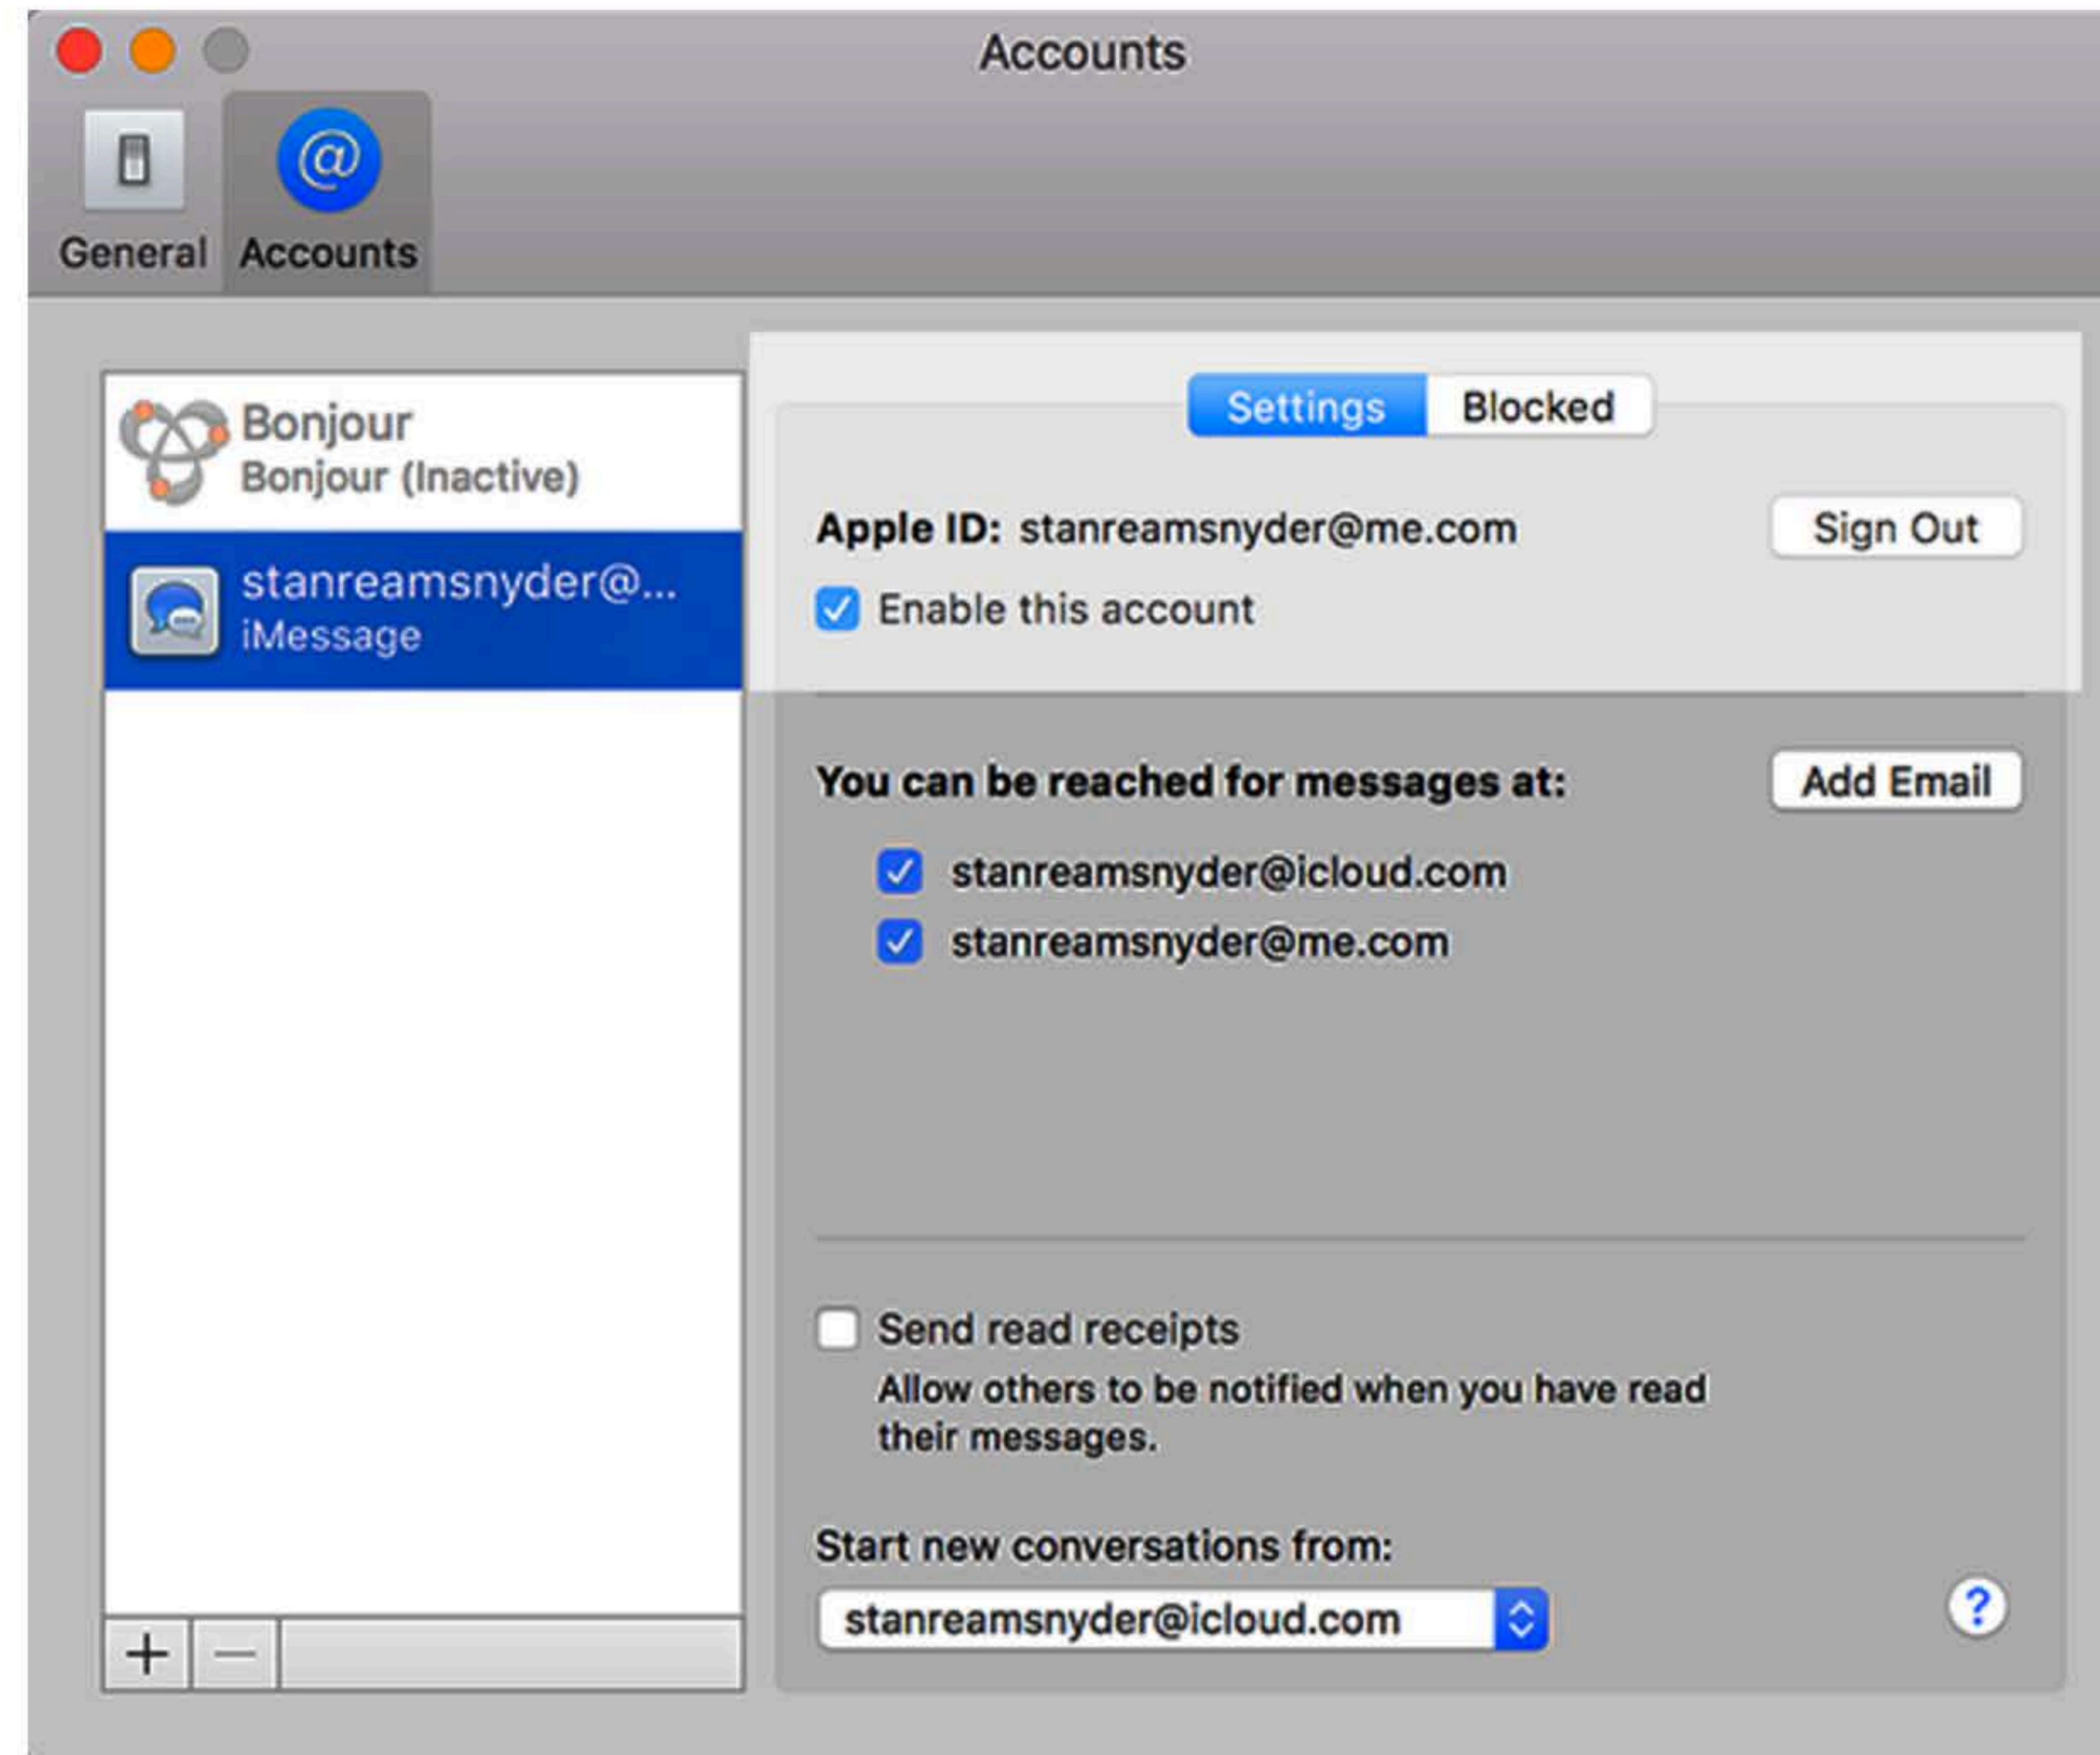 Accounts
General Accounts
Bonjour
Bonjour (Inactive)
stanreamsnyder@...
iMessage
Settings Blocked
Apple ID: stanreamsnyder@me.com Sign Out
Enable this account
You can be reached for messages at: Add Email
stanreamsnyder@icloud.com
stanreamsnyder@me.com
Send read receipts
Allow others to be notified when you have read
their messages.
Start new conversations from:
stanreamsnyder@icloud.com